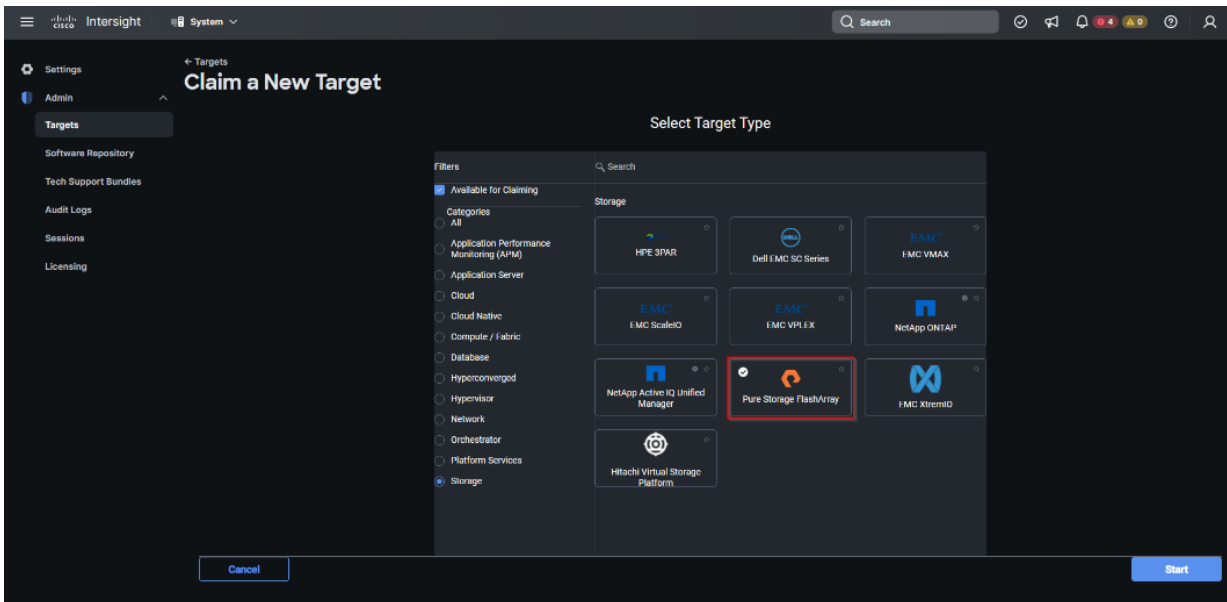 cisco Intersight System Search 4 0
Settings
Admin
Targets
Software Repository
Tech Support Bundles
Audit Logs
Sessions
Licensing
← Targets
Claim a New Target
Select Target Type
Filters
Available for Claiming
Categories
All
Application Performance
Monitoring (APM)
Application Server
Cloud
Cloud Native
Compute / Fabric
Database
Hyperconverged
Hypervisor
Network
Orchestrator
Platform Services
Storage
Search
Storage
HPE 3PAR
DELL
Dell EMC SC Series
EMC
EMC VMAX
EMC
EMC ScaleIO
EMC
EMC VPLEX
NetApp ONTAP
NetApp Active IQ Unified
Manager
Pure Storage FlashArray
EMC XtremIO
Hitachi Virtual Storage
Platform
Cancel
Start